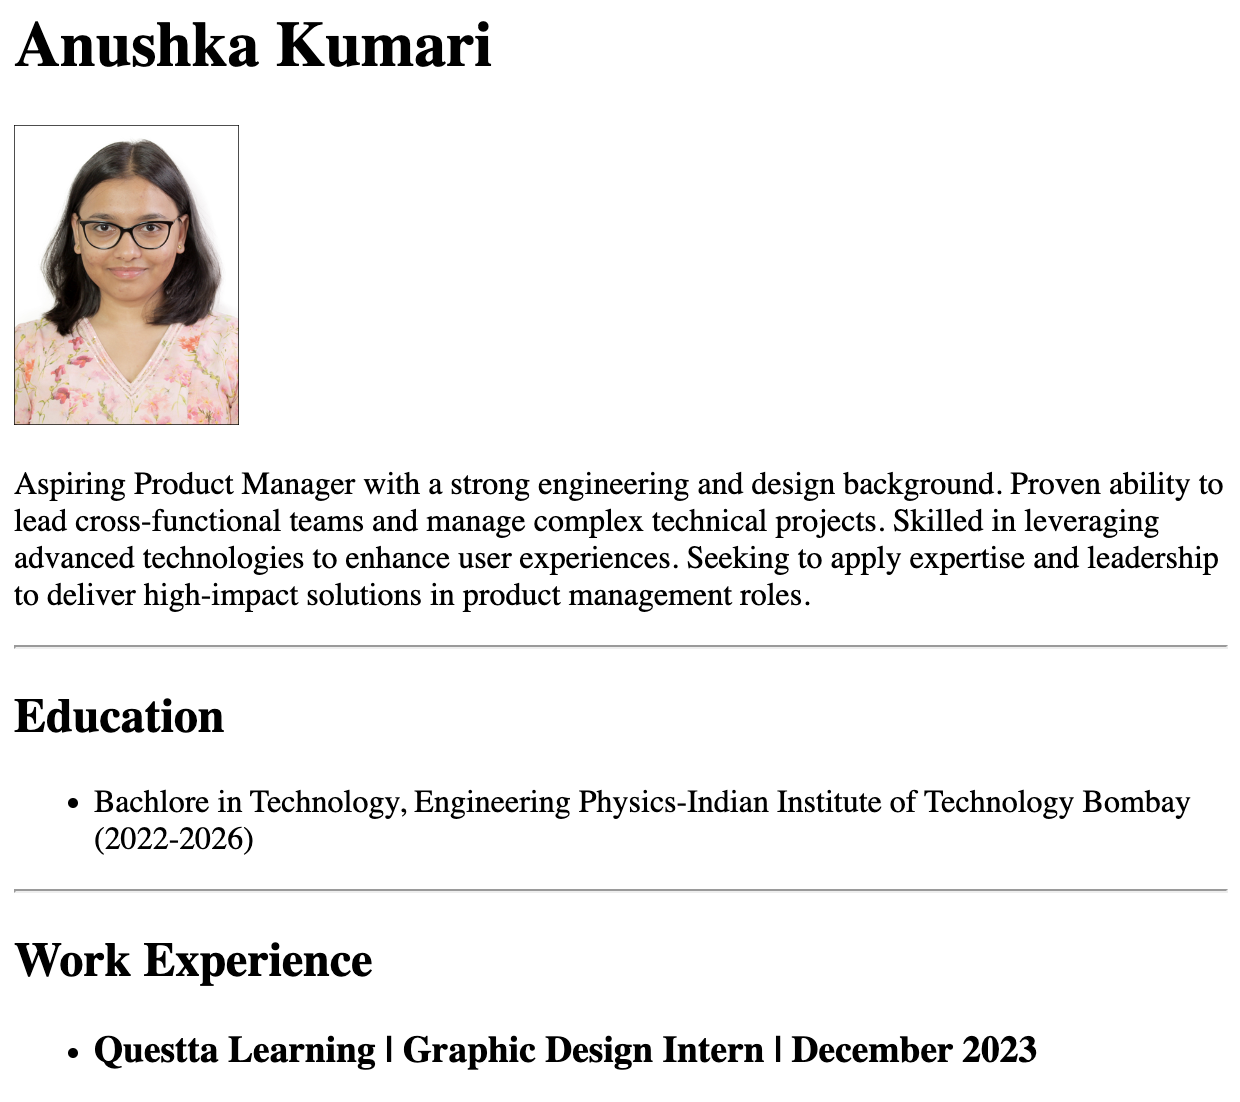 Anushka Kumari
Aspiring Product Manager with a strong engineering and design background. Proven ability to
lead cross-functional teams and manage complex technical projects. Skilled in leveraging
advanced technologies to enhance user experiences. Seeking to apply expertise and leadership
to deliver high-impact solutions in product management roles.
Education
• Bachlore in Technology, Engineering Physics-Indian Institute of Technology Bombay
(2022-2026)
Work Experience
• Questta Learning | Graphic Design Intern | December 2023